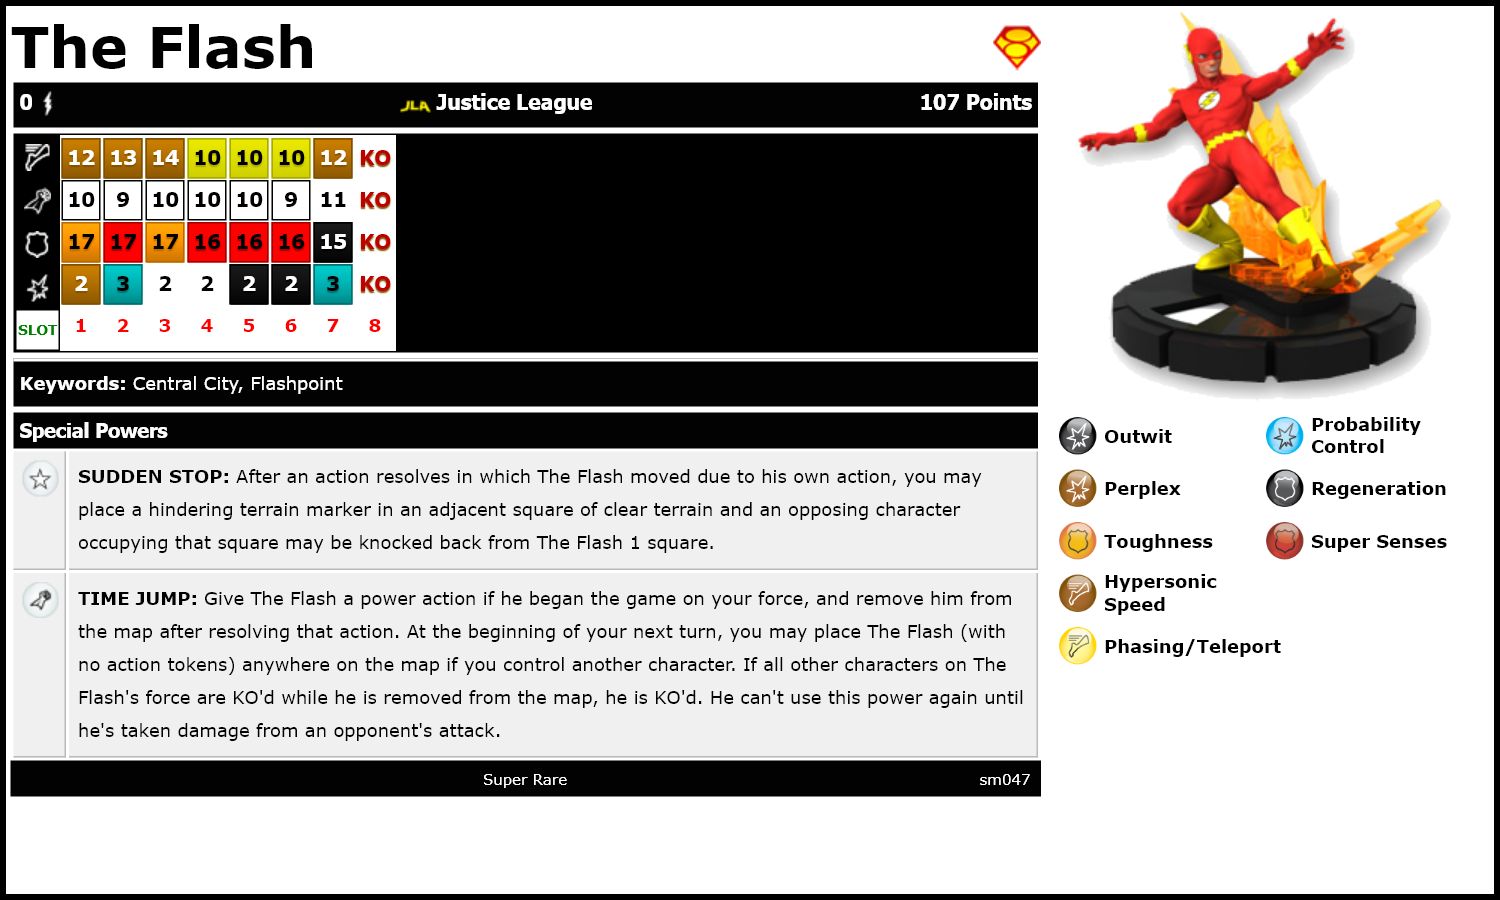 The Flash
0 JLA Justice League 107 Points
12 13 14 10 10 10 12 KO
10 9 10 10 10 9 11 KO
17 17 17 16 16 16 15 KO
2 3 2 2 2 2 3 KO
SLOT 1 2 3 4 5 6 7 8
Keywords: Central City, Flashpoint
Special Powers
SUDDEN STOP: After an action resolves in which The Flash moved due to his own action, you may
place a hindering terrain marker in an adjacent square of clear terrain and an opposing character
occupying that square may be knocked back from The Flash 1 square.
TIME JUMP: Give The Flash a power action if he began the game on your force, and remove him from
the map after resolving that action. At the beginning of your next turn, you may place The Flash (with
no action tokens) anywhere on the map if you control another character. If all other characters on The
Flash's force are KO'd while he is removed from the map, he is KO'd. He can't use this power again until
he's taken damage from an opponent's attack.
Super Rare sm047
Outwit
Probability
Control
Perplex
Regeneration
Toughness
Super Senses
Hypersonic
Speed
Phasing/Teleport